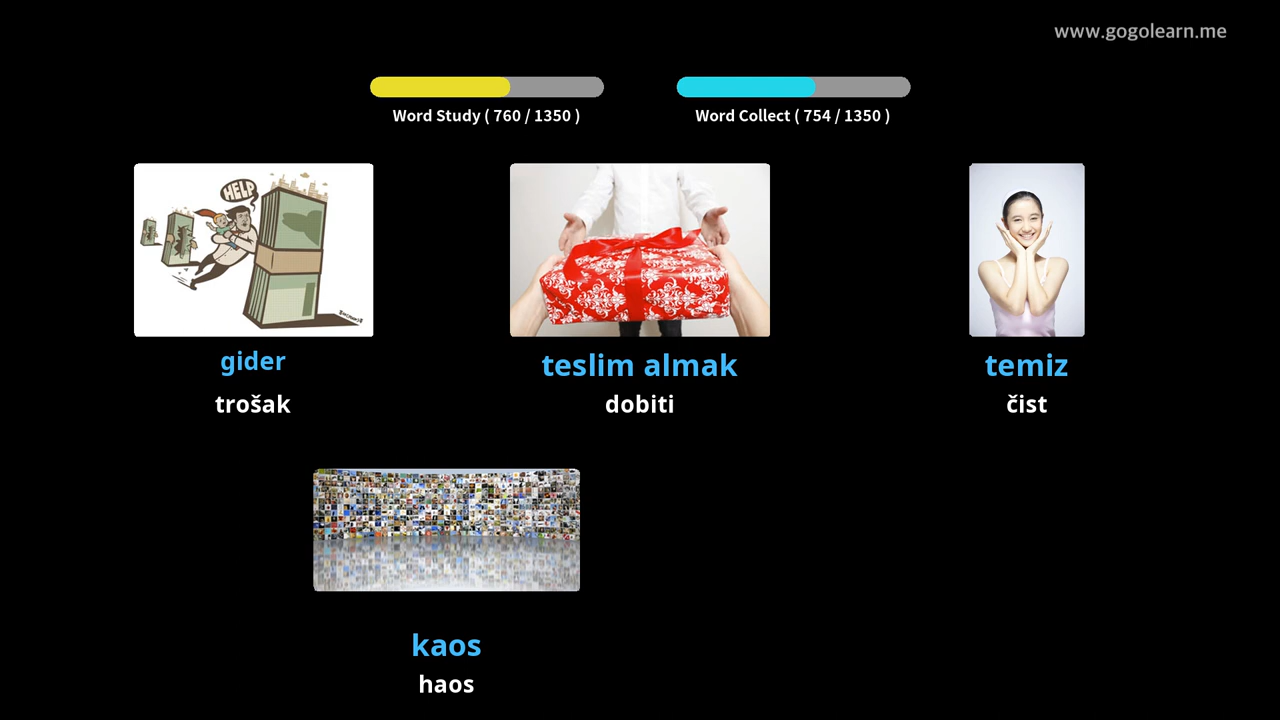 www.gogolearn.me
Word Study ( 760 / 1350 )
Word Collect ( 754 / 1350 )
HELP
gider
trošak
teslim almak
dobiti
temiz
čist
kaos
haos